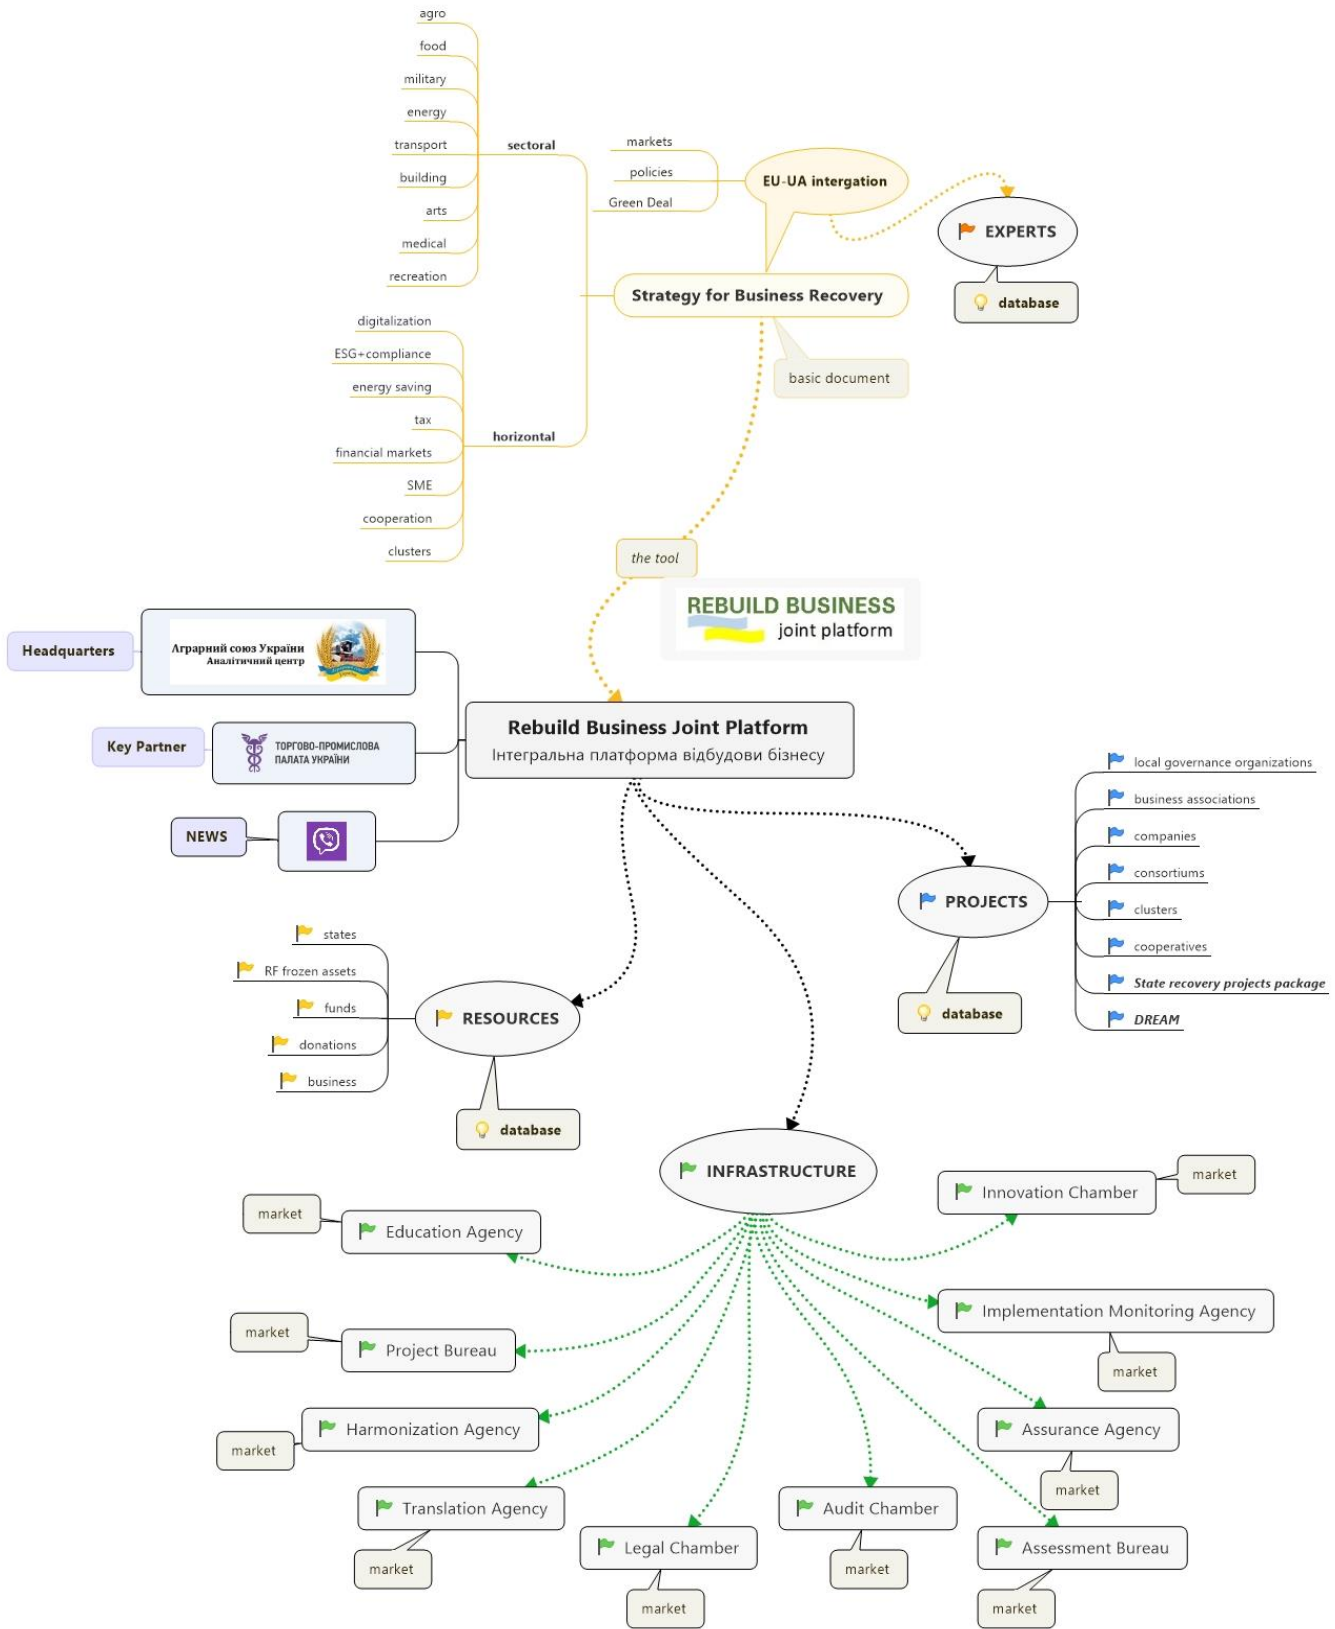 agro
food
military
energy
transport
building
arts
medical
recreation
sectoral
markets
policies
Green Deal
EU-UA intergation
EXPERTS
database
Strategy for Business Recovery
basic document
digitalization
ESG+compliance
energy saving
tax
financial markets
SME
cooperation
clusters
horizontal
the tool
REBUILD BUSINESS
joint platform
Headquarters
Аграрний союз України
Аналітичний центр
Key Partner
ТОРГОВО-ПРОМИСЛОВА
ПАЛАТА УКРАЇНИ
NEWS
Rebuild Business Joint Platform
Інтегральна платформа відбудови бізнесу
PROJECTS
database
local governance organizations
business associations
companies
consortiums
clusters
cooperatives
State recovery projects package
DREAM
states
RF frozen assets
funds
donations
business
RESOURCES
database
INFRASTRUCTURE
Innovation Chamber
market
Education Agency
market
Implementation Monitoring Agency
market
Project Bureau
market
Harmonization Agency
market
Assurance Agency
market
Translation Agency
market
Audit Chamber
market
Legal Chamber
market
Assessment Bureau
market